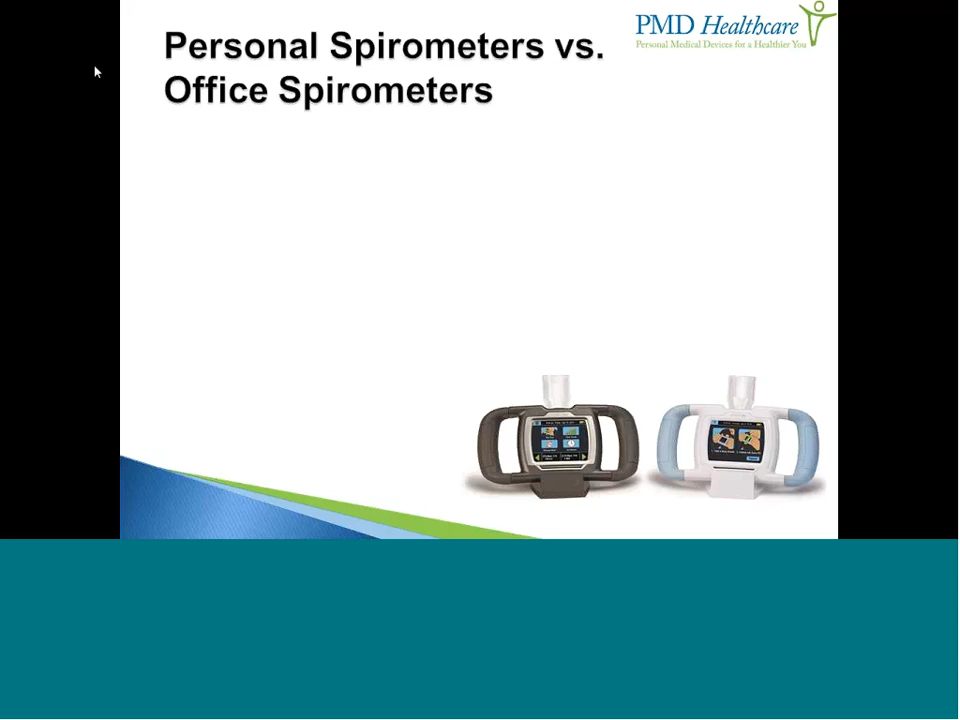 Personal Spirometers vs.
Office Spirometers
PMD Healthcare
Personal Medical Devices for a Healthier You